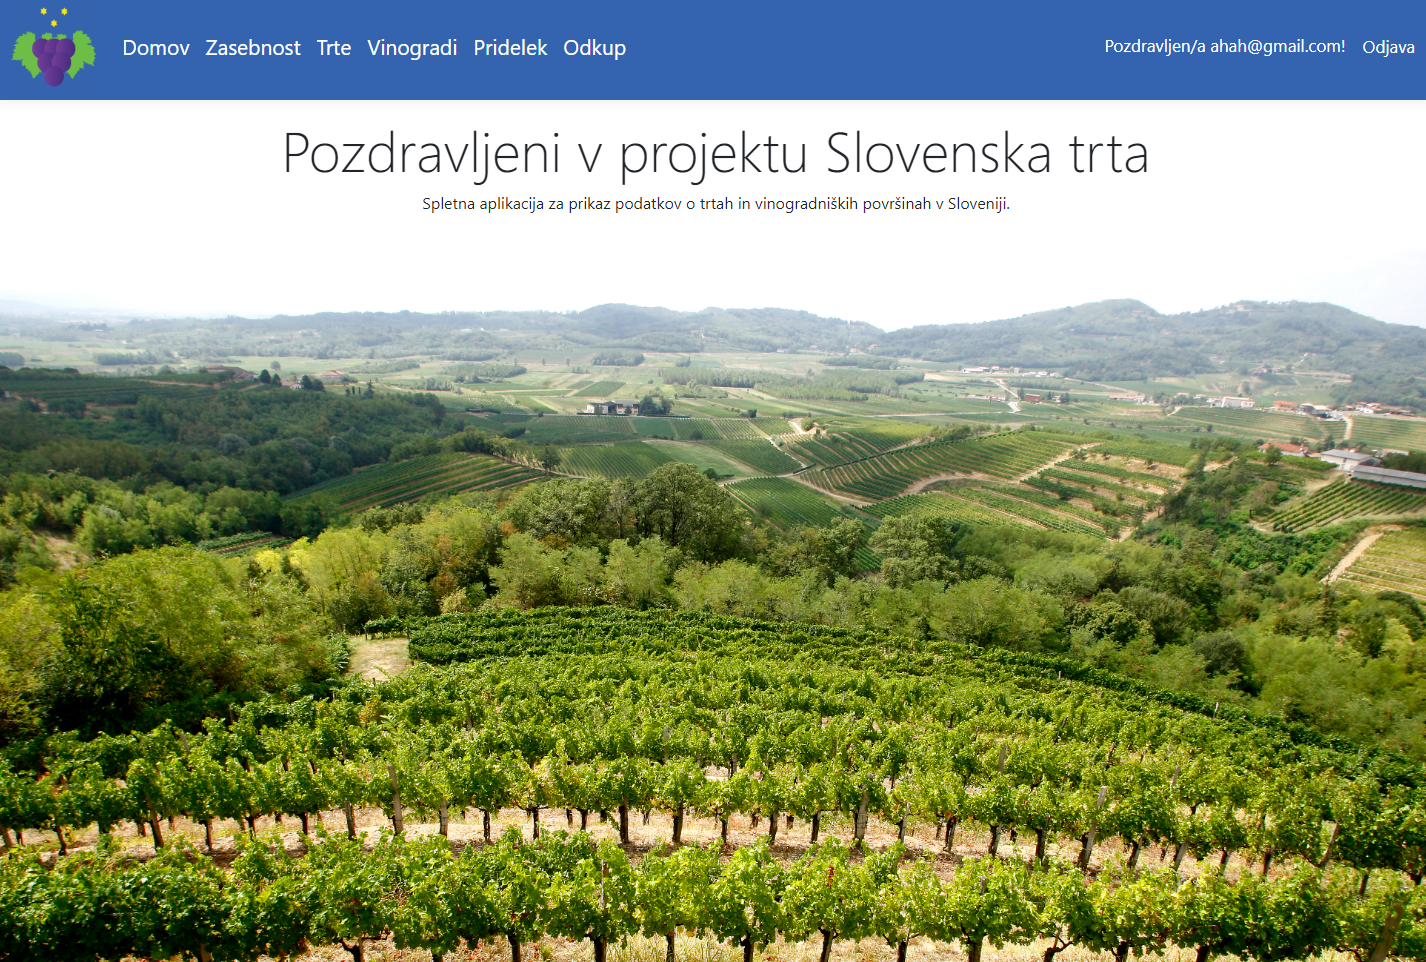 Domov Zasebnost Trte Vinogradi Pridelek Odkup Pozdravljen/a ahah@gmail.com! Odjava
Pozdravljeni v projektu Slovenska trta
Spletna aplikacija za prikaz podatkov o trtah in vinogradniških površinah v Sloveniji.